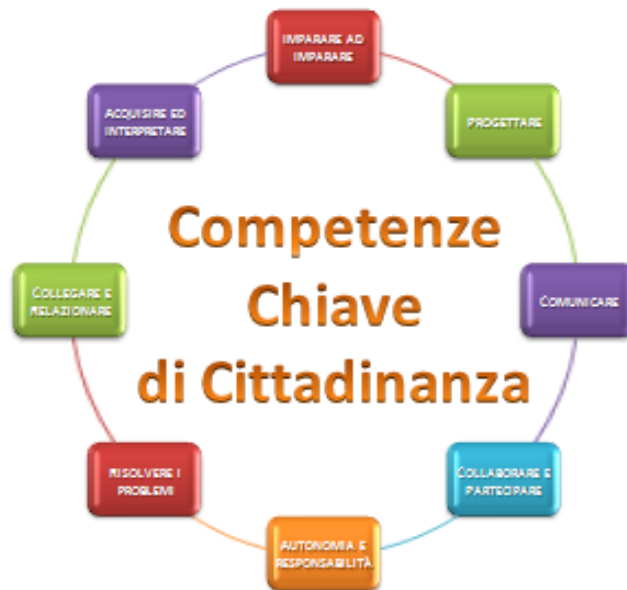 IMPARARE AD
IMPARARE
PROGETTARE
COMUNICARE
COLLABORARE E
PARTECIPARE
AUTONOMIA E
RESPONSABILITÀ
RISOLVERE I
PROBLEMI
COLLEGARE E
RELAZIONARE
ACQUISIRE ED
INTERPRETARE
Competenze
Chiave
di Cittadinanza